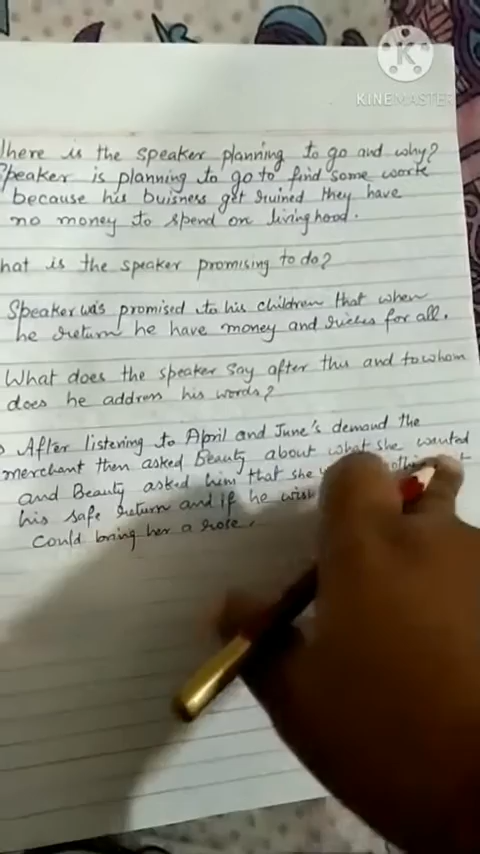 K
KINEMASTER
here is the speaker planning to go and why?
peaker is planning to go to find some work
because his buisness get ruined they have
no money to spend on livinghood.
hat is the speaker promising to do?
Speaker was promised to his children that when
he return he have money and riches for all.
What does the speaker say after this and to whom
does he address his words?
After listening to April and June's demand the
merchant then asked Beauty about what she wanted
and Beauty asked him that she
his safe return and if he wish
could bring her a rose.